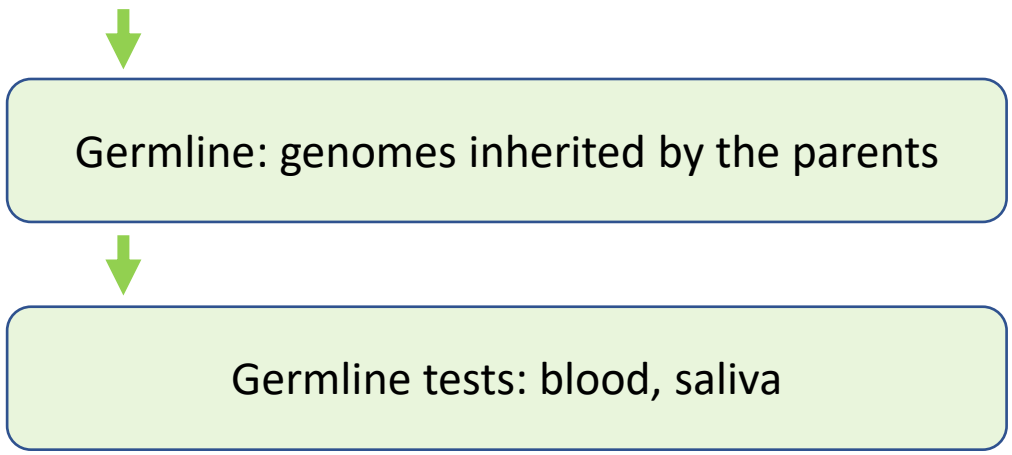 Germline: genomes inherited by the parents
Germline tests: blood, saliva